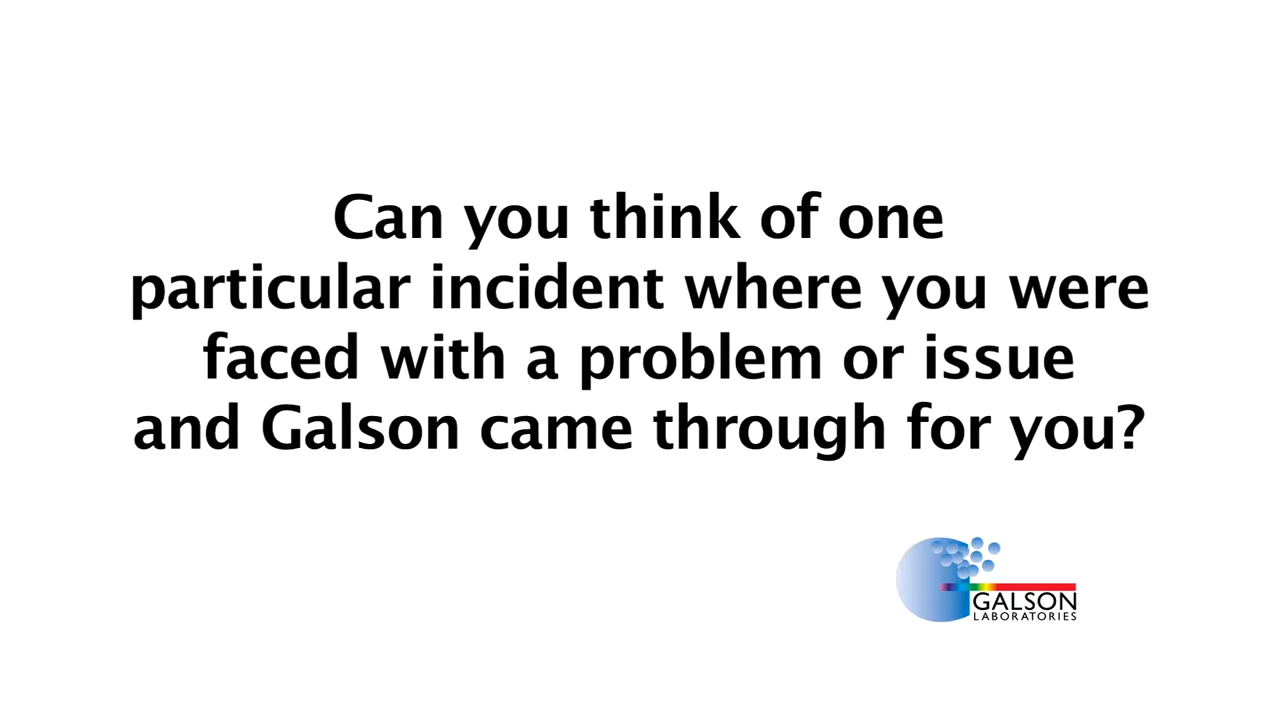 Can you think of one
particular incident where you were
faced with a problem or issue
and Galson came through for you?
GALSON
LABORATORIES